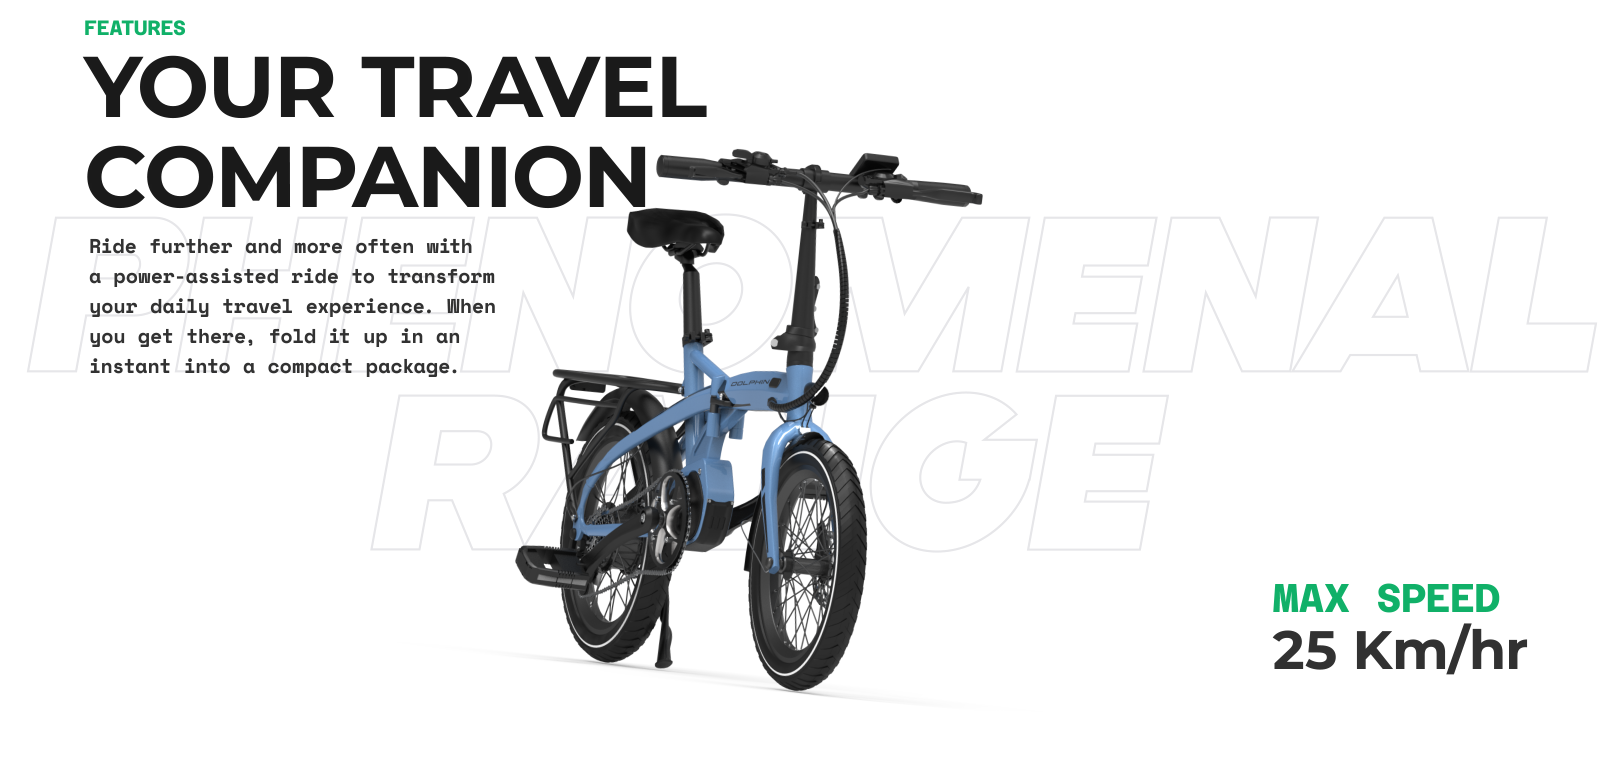 FEATURES
YOUR TRAVEL
COMPANION
PHENOMENAL
Ride further and more often with
a power-assisted ride to transform
your daily travel experience. When
you get there, fold it up in an
instant into a compact package.
DOLPHIN
RANGE
MAX SPEED
25 Km/hr